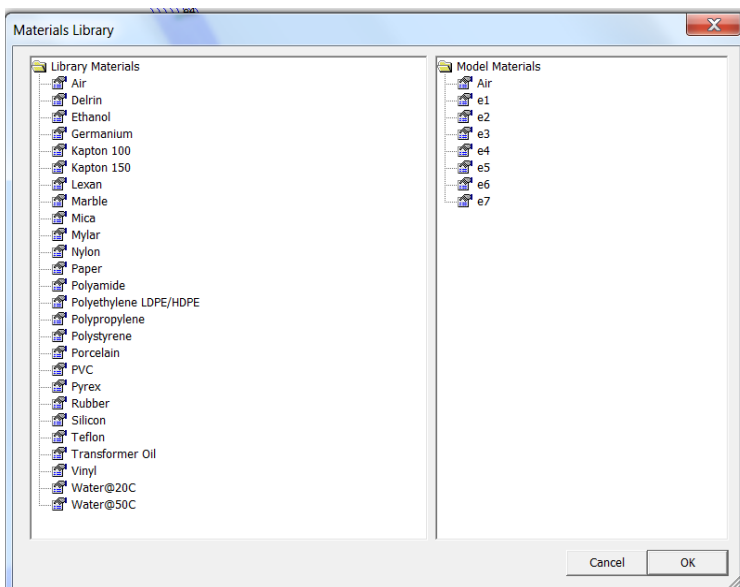 Materials Library
Library Materials
Air
Delrin
Ethanol
Germanium
Kapton 100
Kapton 150
Lexan
Marble
Mica
Mylar
Nylon
Paper
Polyamide
Polyethylene LDPE/HDPE
Polypropylene
Polystyrene
Porcelain
PVC
Pyrex
Rubber
Silicon
Teflon
Transformer Oil
Vinyl
Water@20C
Water@50C
Model Materials
Air
e1
e2
e3
e4
e5
e6
e7
Cancel
OK